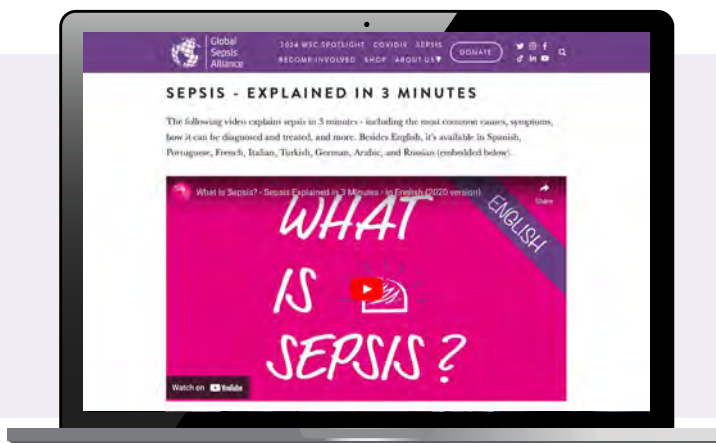 Global
Sepsis
Alliance
2024 WSC SPOTLIGHT COVID19 SEPSIS
BECOME INVOLVED SHOP ABOUT US▼
DONATE
SEPSIS - EXPLAINED IN 3 MINUTES
The following video explains sepsis in 3 minutes - including the most common causes, symptoms,
how it can be diagnosed and treated, and more. Besides English, it's available in Spanish,
Portuguese, French, Italian, Turkish, German, Arabic, and Russian (embedded below).
What Is Sepsis? - Sepsis Explained in 3 Minutes - In English (2020 version)
Share
ENGLISH
WHAT
IS
SEPSIS?
Watch on YouTube